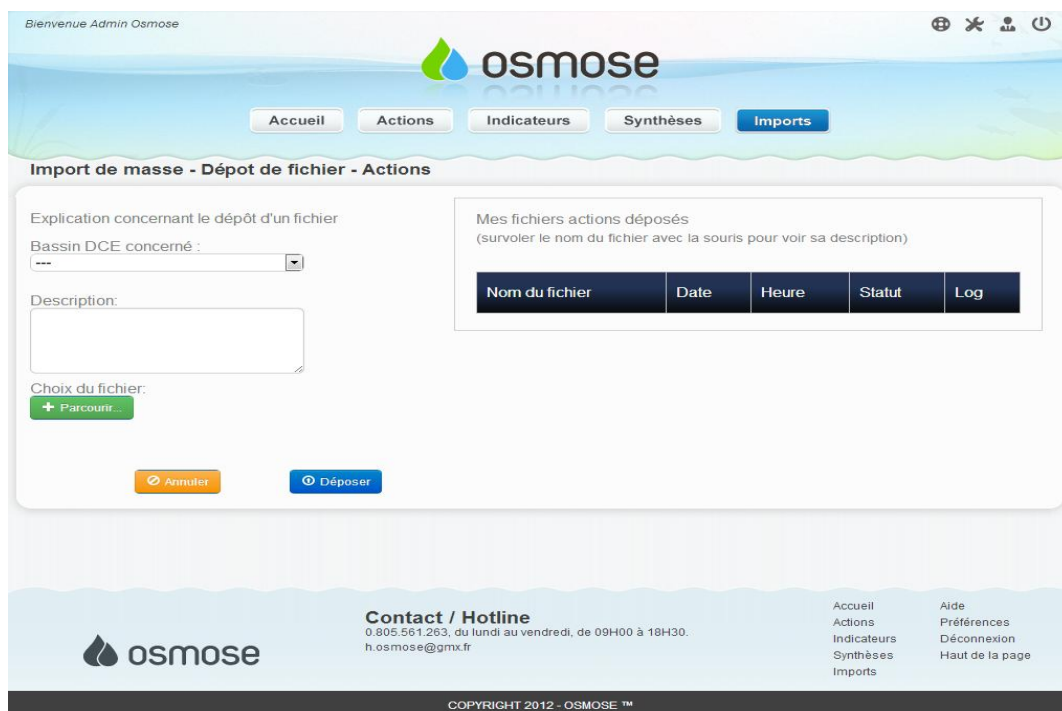 Bienvenue Admin Osmose
osmose
Accueil Actions Indicateurs Synthèses Imports
Import de masse - Dépot de fichier - Actions
Explication concernant le dépôt d'un fichier
Bassin DCE concerné :
---
Description:
Choix du fichier:
Parcourir...
Annuler Déposer
Mes fichiers actions déposés
(survoler le nom du fichier avec la souris pour voir sa description)
Nom du fichier Date Heure Statut Log
osmose
Contact / Hotline
0.805.561.263, du lundi au vendredi, de 09H00 à 18H30.
h.osmose@gmx.fr
Accueil
Actions
Indicateurs
Synthèses
Imports
Aide
Préférences
Déconnexion
Haut de la page
COPYRIGHT 2012 - OSMOSE ™